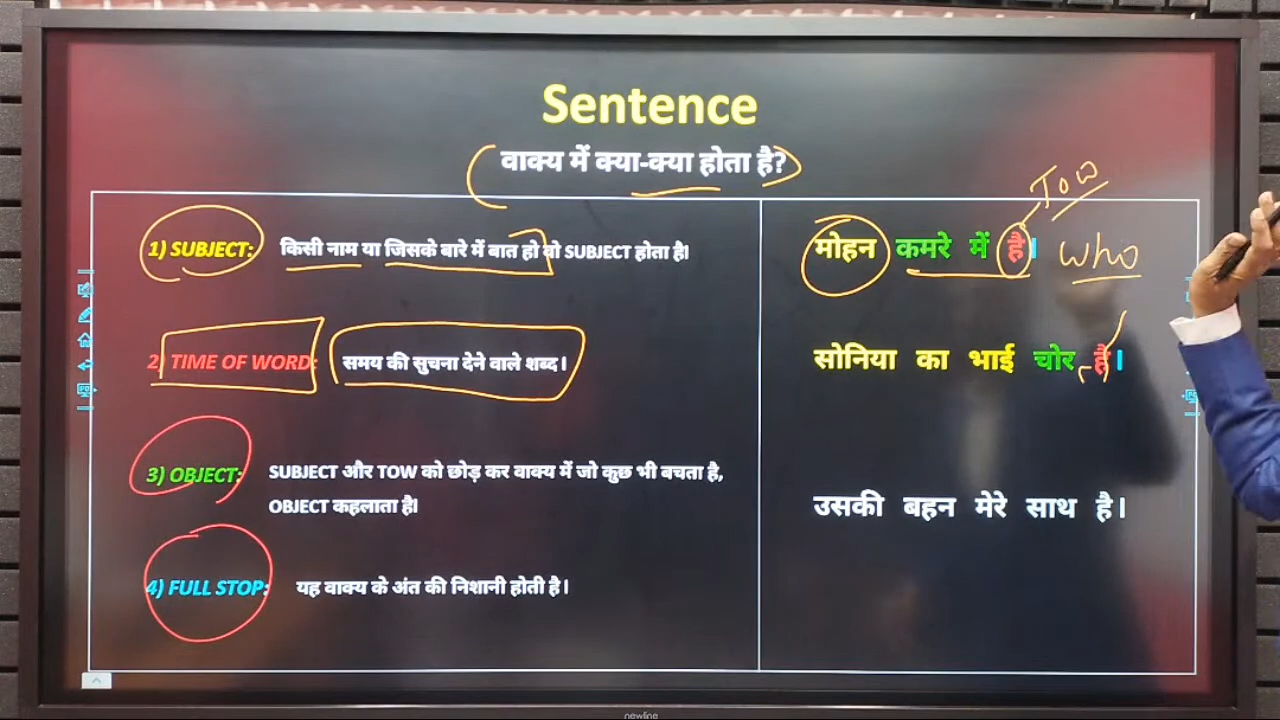 Sentence
वाक्य में क्या-क्या होता है?
1) SUBJECT: किसी नाम या जिसके बारे में बात हो वो SUBJECT होता है।
2) TIME OF WORD: समय की सुचना देने वाले शब्द।
3) OBJECT: SUBJECT और TOW को छोड़ कर वाक्य में जो कुछ भी बचता है,
OBJECT कहलाता है।
4) FULL STOP: यह वाक्य के अंत की निशानी होती है।
Tow
मोहन कमरे में है। Who
सोनिया का भाई चोर है।
उसकी बहन मेरे साथ है।
newline